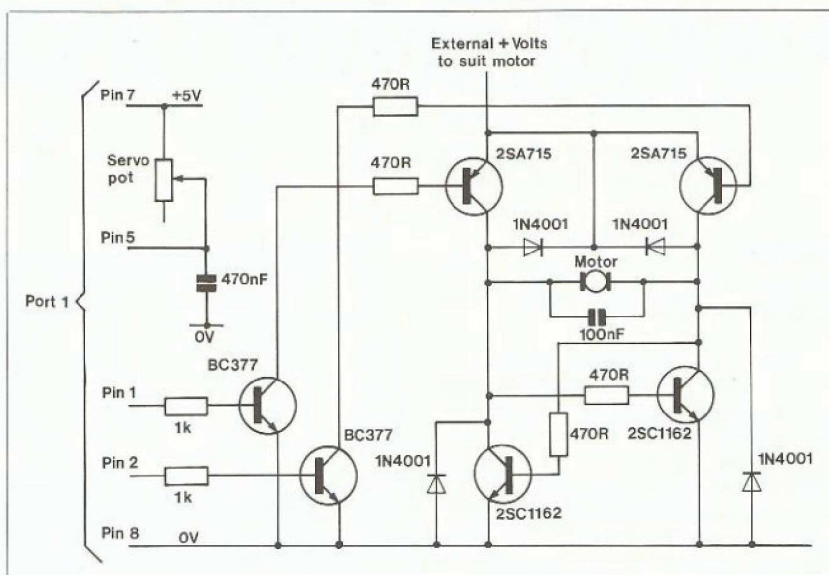 External + Volts
to suit motor
Pin 7
+5V
470R
Servo
pot
470R
2SA715
2SA715
1N4001
1N4001
Pin 5
Motor
470nF
Port 1
0V
100nF
BC377
470R
Pin 1
1k
2SC1162
470R
BC377
1N4001
1N4001
Pin 2
1k
2SC1162
Pin 8
0V